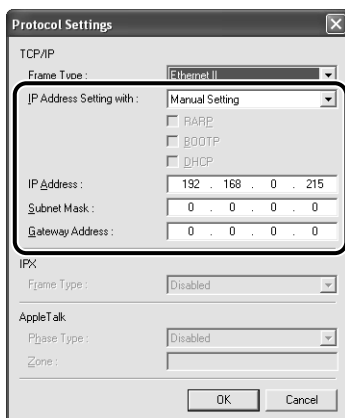 Protocol Settings
TCP/IP
Frame Type : Ethernet II
IP Address Setting with : Manual Setting
RARP
BOOTP
DHCP
IP Address : 192 . 168 . 0 . 215
Subnet Mask : 0 . 0 . 0 . 0
Gateway Address : 0 . 0 . 0 . 0
IPX
Frame Type : Disabled
AppleTalk
Phase Type : Disabled
Zone :
OK Cancel